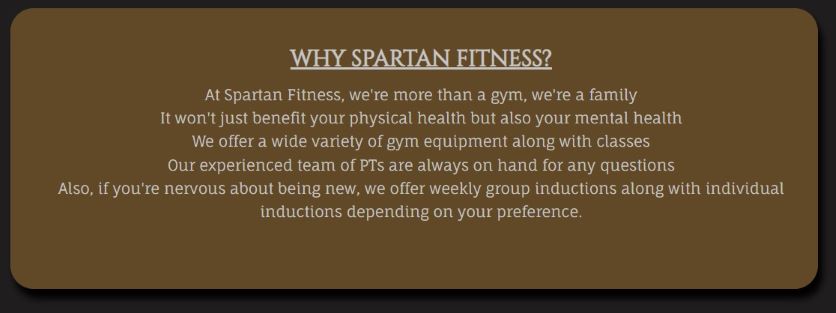 WHY SPARTAN FITNESS?
At Spartan Fitness, we're more than a gym, we're a family
It won't just benefit your physical health but also your mental health
We offer a wide variety of gym equipment along with classes
Our experienced team of PTs are always on hand for any questions
Also, if you're nervous about being new, we offer weekly group inductions along with individual
inductions depending on your preference.